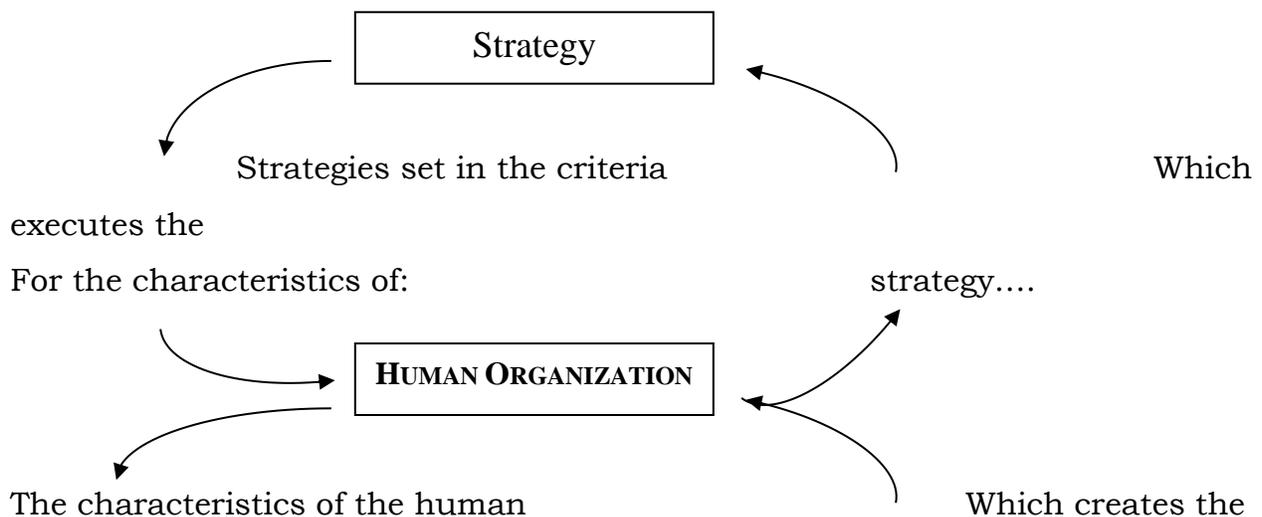 Strategy
Strategies set in the criteria Which
executes the
For the characteristics of: strategy....
HUMAN ORGANIZATION
The characteristics of the human Which creates the